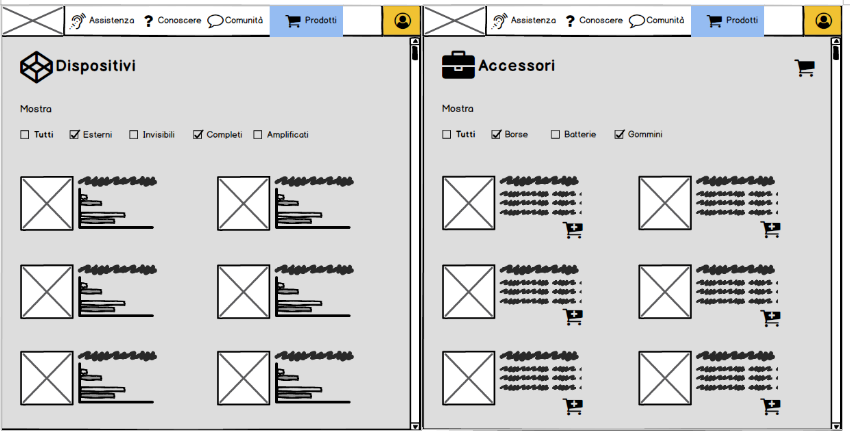 Assistenza Conoscere Comunità Prodotti
Dispositivi
Mostra
Tutti Esterni Invisibili Completi Amplificati
Assistenza Conoscere Comunità Prodotti
Accessori
Mostra
Tutti Borse Batterie Gommini